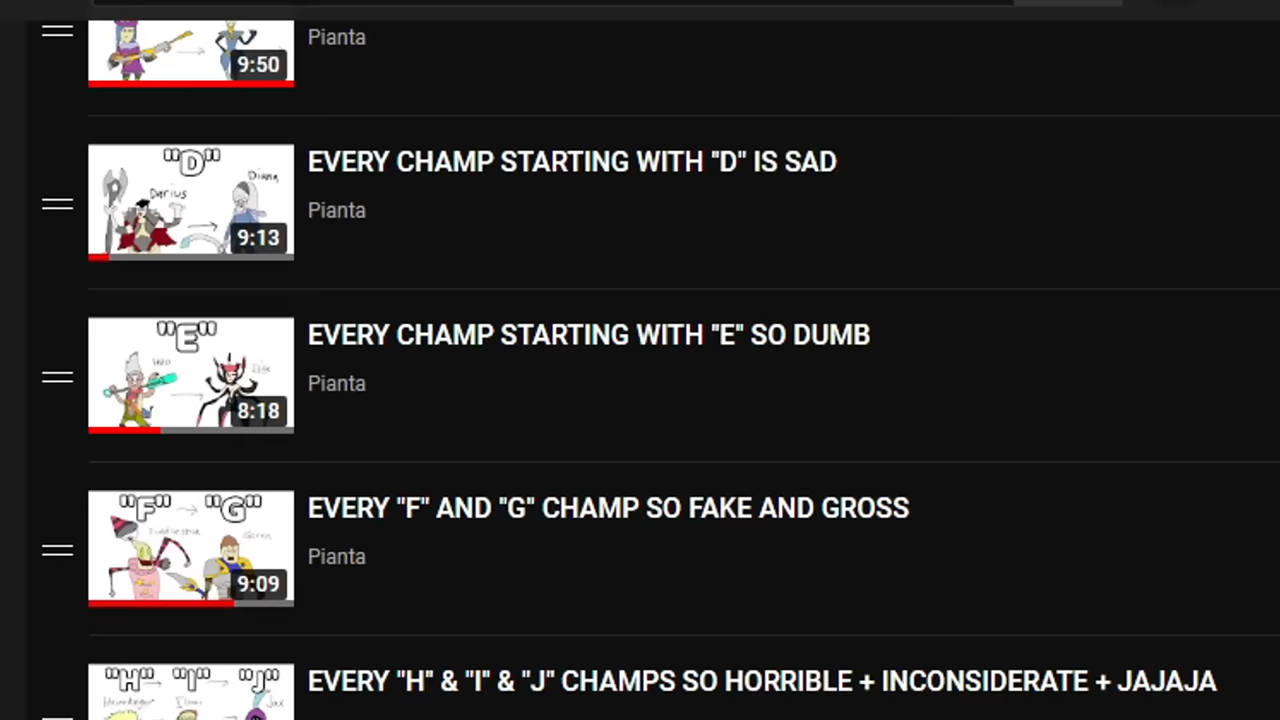 Pianta
9:50
"D"
Darius
Diana
9:13
EVERY CHAMP STARTING WITH "D" IS SAD
Pianta
"E"
8:18
EVERY CHAMP STARTING WITH "E" SO DUMB
Pianta
"F" "G"
9:09
EVERY "F" AND "G" CHAMP SO FAKE AND GROSS
Pianta
"H" "I" "J"
Jax
EVERY "H" & "I" & "J" CHAMPS SO HORRIBLE + INCONSIDERATE + JAJAJA